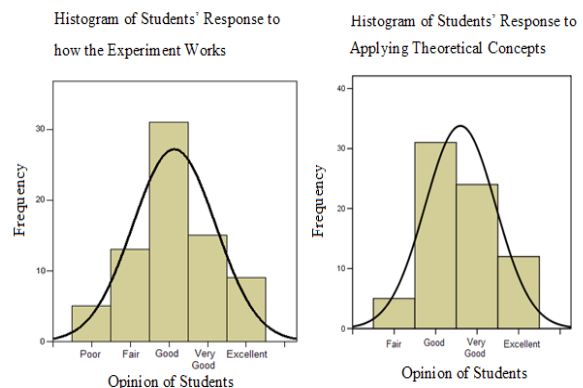 Histogram of Students' Response to
how the Experiment Works
Frequency
30
20
10
0
Poor Fair Good Very Good Excellent
Opinion of Students
Histogram of Students' Response to
Applying Theoretical Concepts
Frequency
40
30
20
10
0
Fair Good Very Good Excellent
Opinion of Students